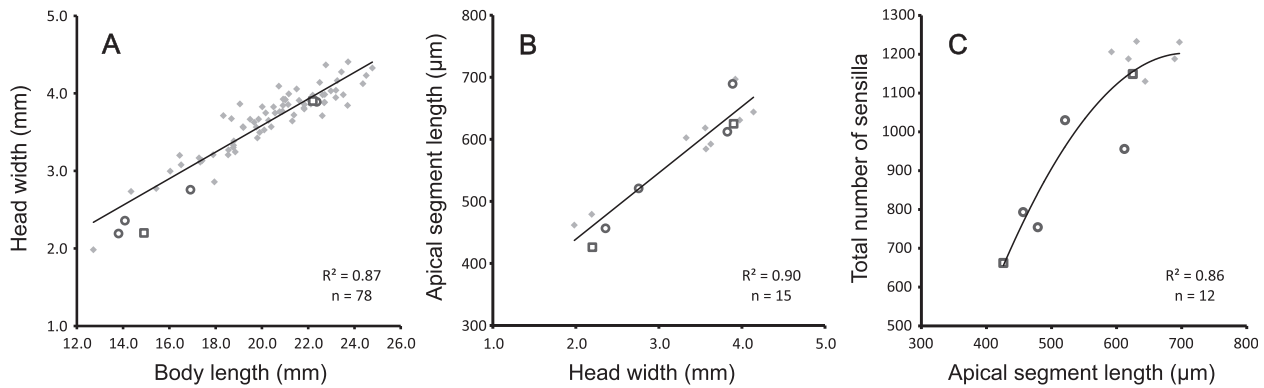 A
Head width (mm)
5.0
4.0
3.0
2.0
1.0
12.0 14.0 16.0 18.0 20.0 22.0 24.0 26.0
Body length (mm)
R² = 0.87
n = 78
B
Apical segment length (µm)
800
700
600
500
400
300
1.0 2.0 3.0 4.0 5.0
Head width (mm)
R² = 0.90
n = 15
C
Total number of sensilla
1300
1200
1100
1000
900
800
700
600
500
300 400 500 600 700 800
Apical segment length (µm)
R² = 0.86
n = 12